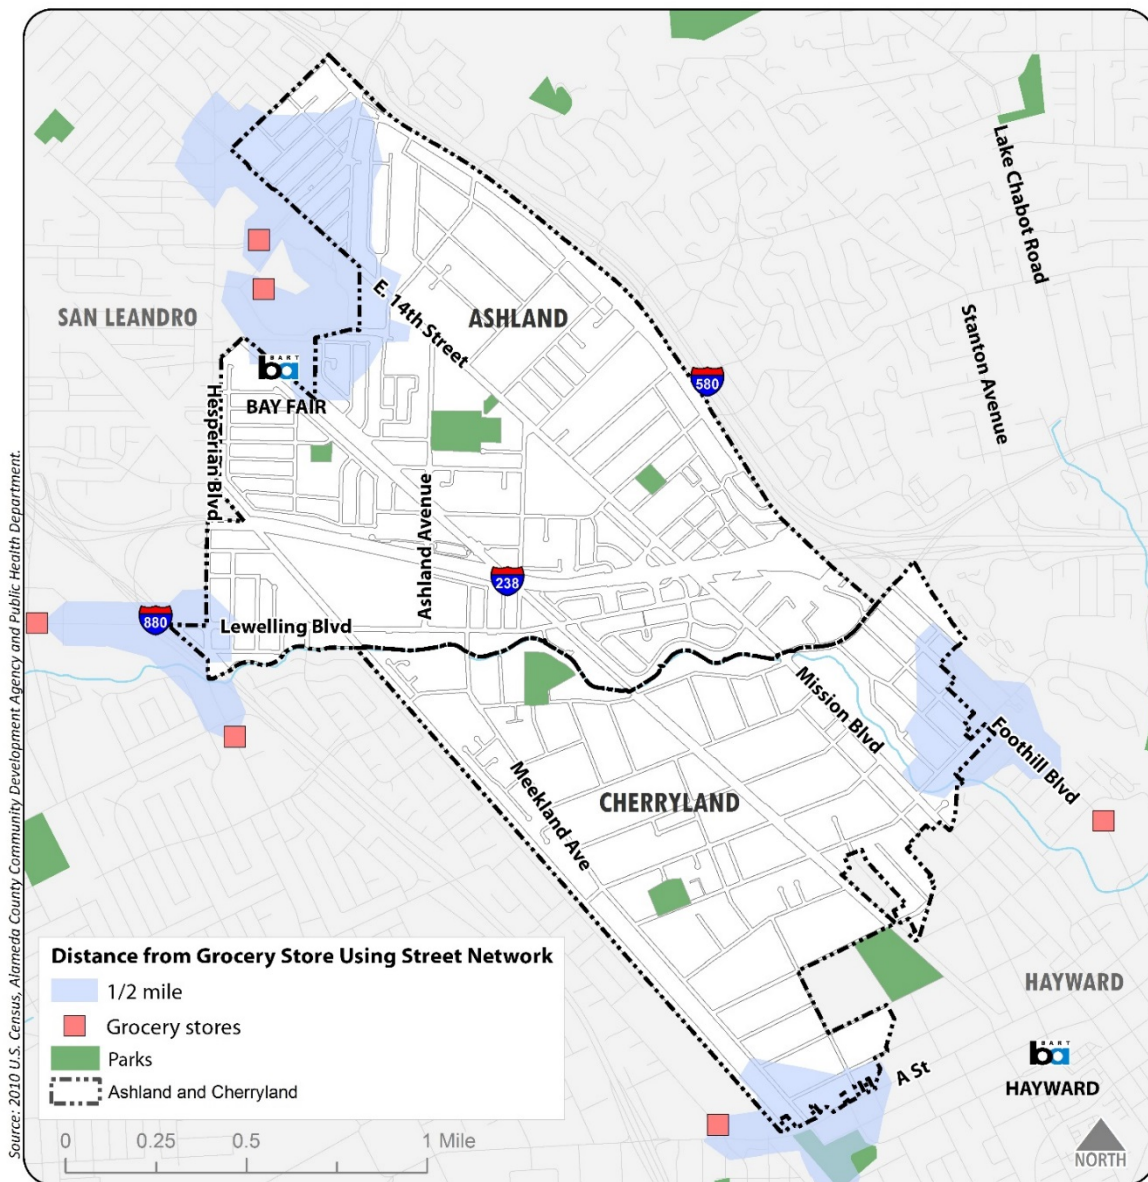 Lake Chabot Road
Stanton Avenue
SAN LEANDRO
E. 14th Street
ASHLAND
580
BART
ba
BAY FAIR
Hesperian Blvd
Ashland Avenue
238
880
Lewelling Blvd
Mission Blvd
Foothill Blvd
Meekland Ave
CHERRYLAND
HAYWARD
BART
ba
HAYWARD
A St
NORTH
Distance from Grocery Store Using Street Network
1/2 mile
Grocery stores
Parks
Ashland and Cherryland
0 0.25 0.5 1 Mile
Source: 2010 U.S. Census, Alameda County Community Development Agency and Public Health Department.